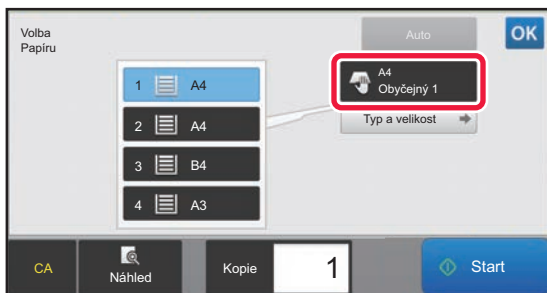 Volba
Papíru
Auto
OK
A4
Obyčejný 1
1 A4
Typ a velikost
2 A4
3 B4
4 A3
CA
Náhled
Kopie
1
Start